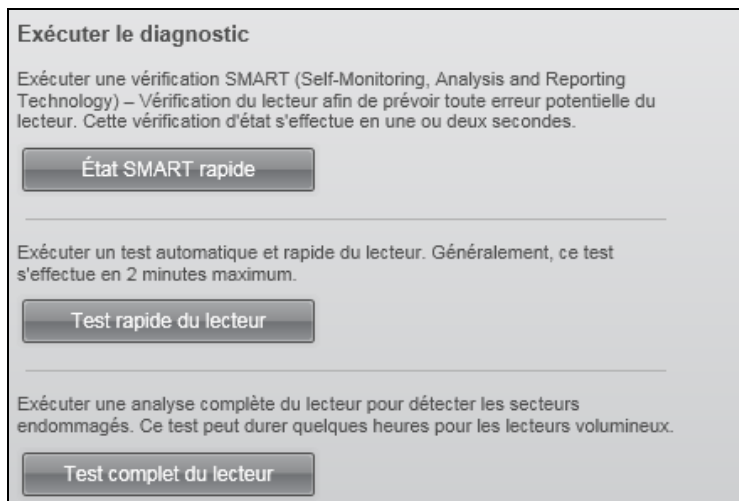 Exécuter le diagnostic
Exécuter une vérification SMART (Self-Monitoring, Analysis and Reporting
Technology) – Vérification du lecteur afin de prévoir toute erreur potentielle du
lecteur. Cette vérification d'état s'effectue en une ou deux secondes.
État SMART rapide
Exécuter un test automatique et rapide du lecteur. Généralement, ce test
s'effectue en 2 minutes maximum.
Test rapide du lecteur
Exécuter une analyse complète du lecteur pour détecter les secteurs
endommagés. Ce test peut durer quelques heures pour les lecteurs volumineux.
Test complet du lecteur